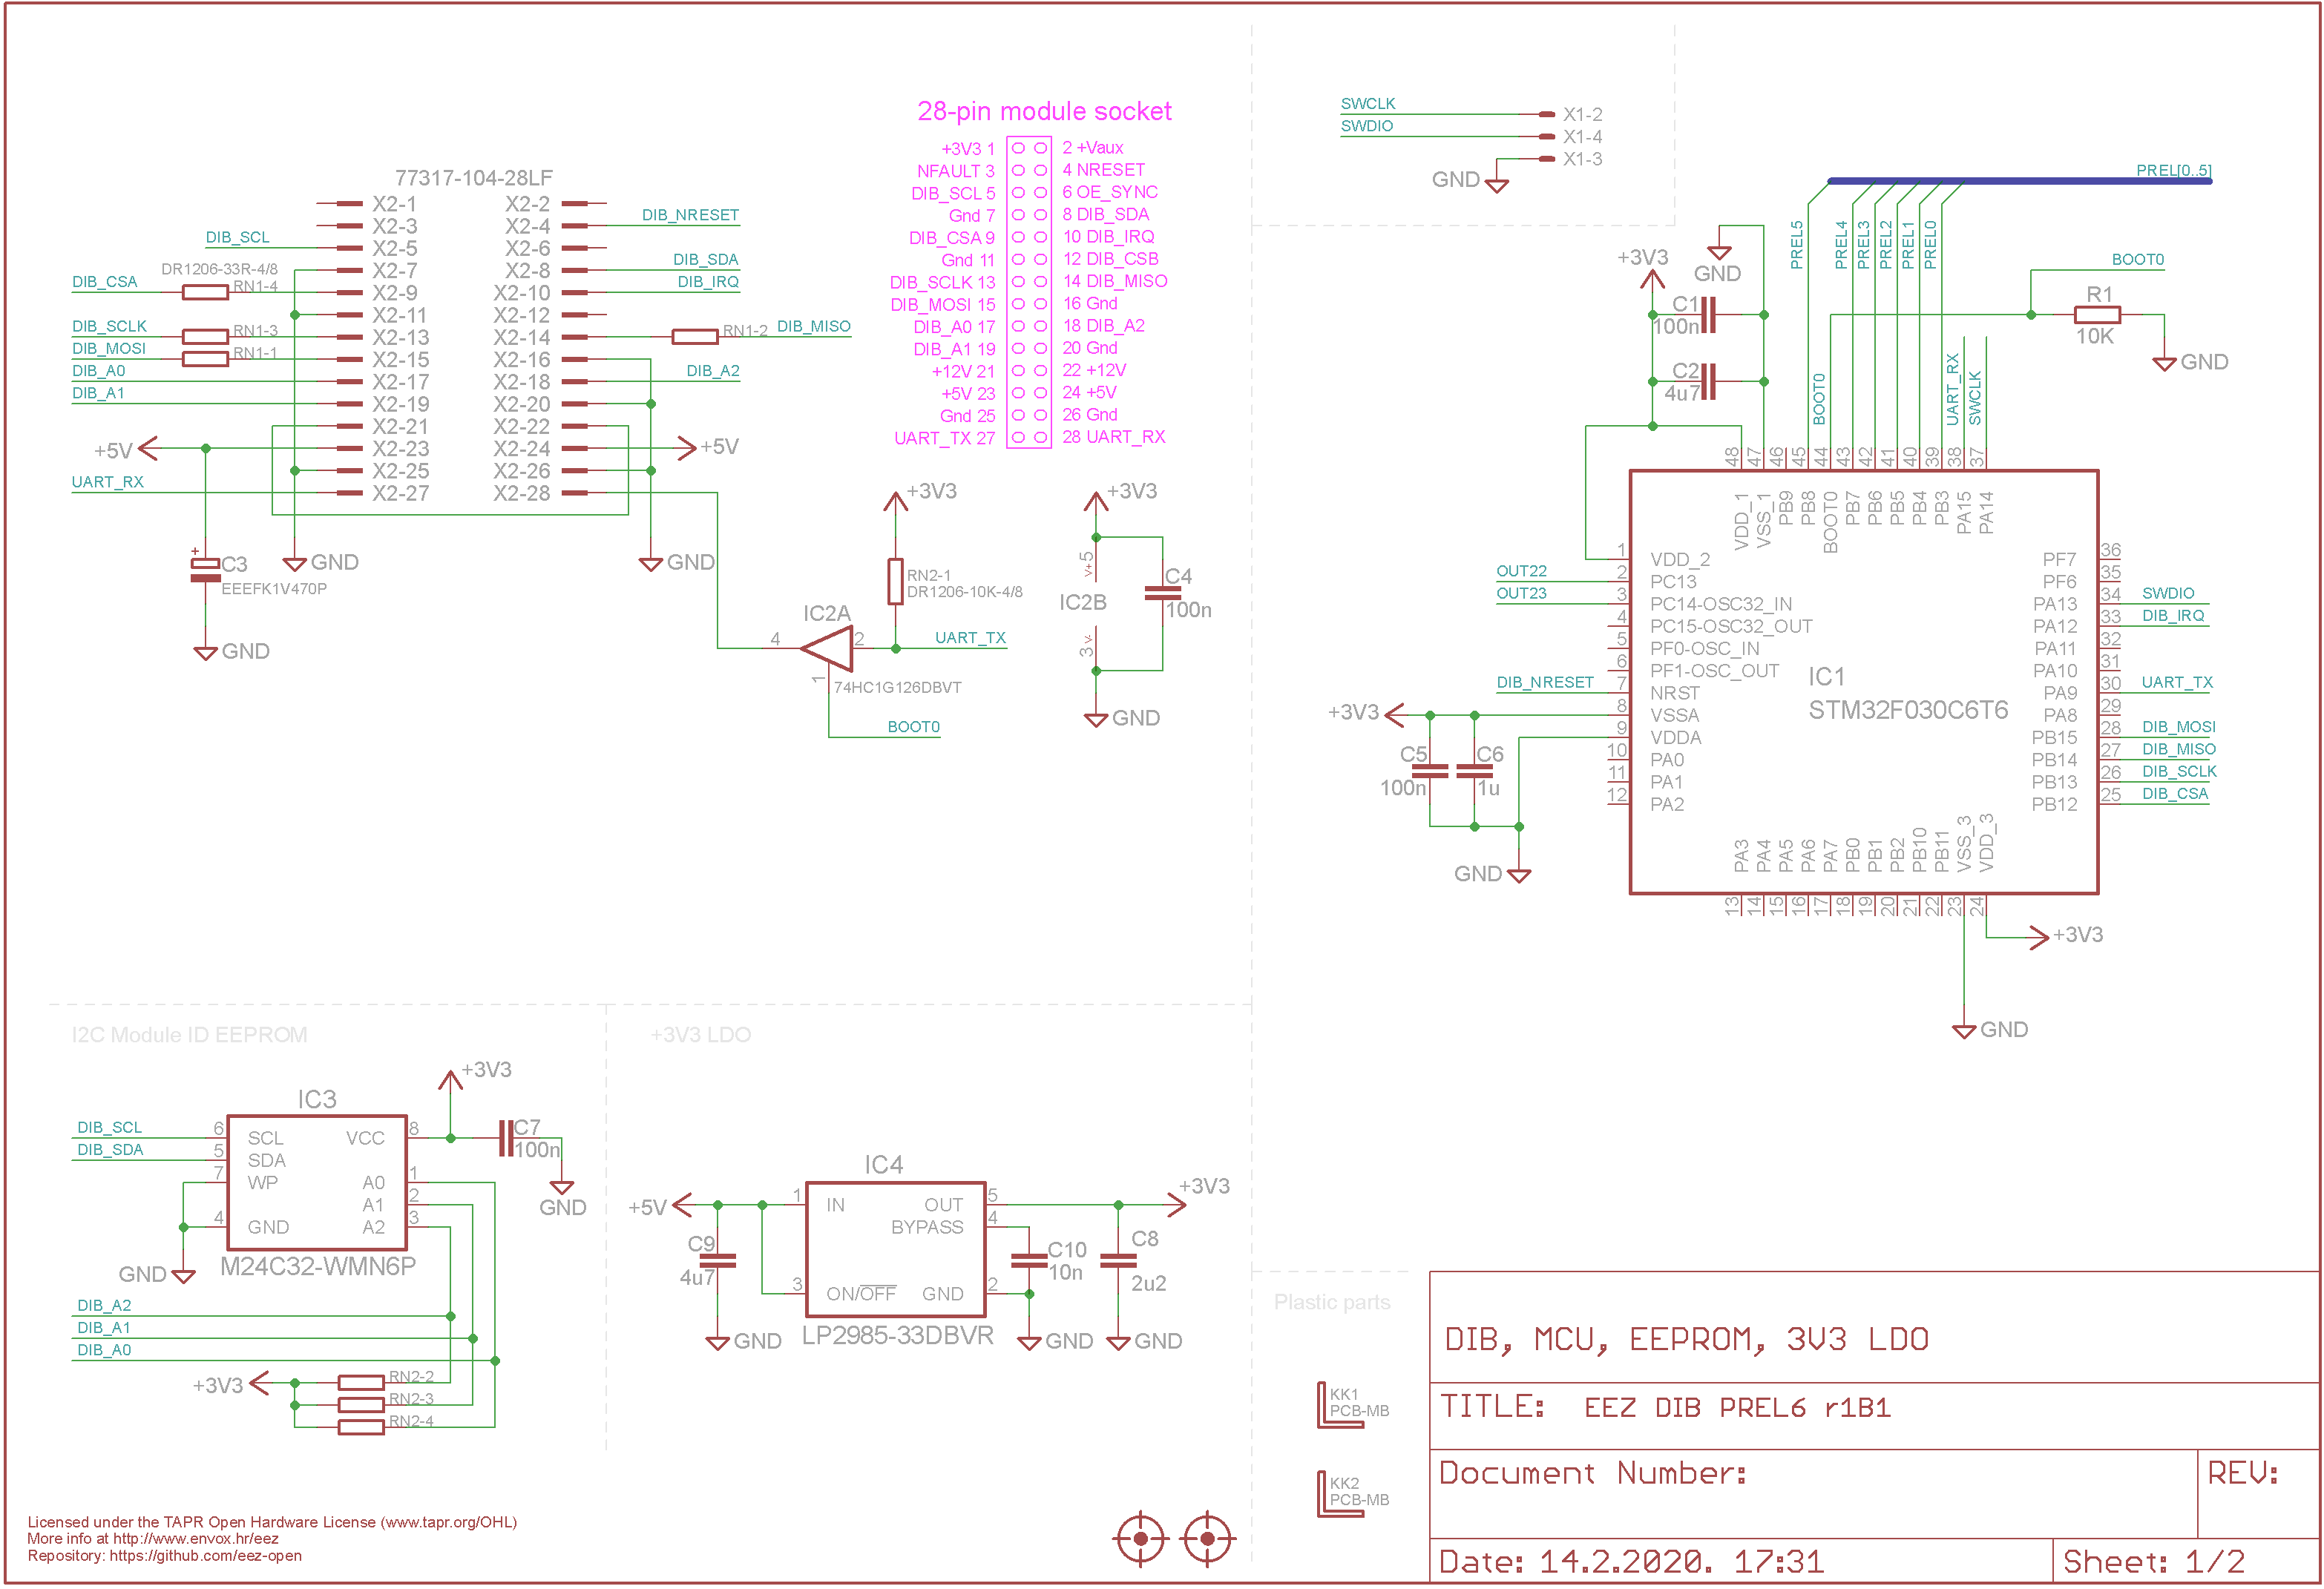 28-pin module socket
+3V3 1 2 +Vaux
NFAULT 3 4 NRESET
DIB_SCL 5 6 OE_SYNC
Gnd 7 8 DIB_SDA
DIB_CSA 9 10 DIB_IRQ
Gnd 11 12 DIB_CSB
DIB_SCLK 13 14 DIB_MISO
DIB_MOSI 15 16 Gnd
DIB_A0 17 18 DIB_A2
DIB_A1 19 20 Gnd
+12V 21 22 +12V
+5V 23 24 +5V
Gnd 25 26 Gnd
UART_TX 27 28 UART_RX
77317-104-28LF
X2-1 X2-2
X2-3 X2-4 DIB_NRESET
DIB_SCL X2-5 X2-6
DR1206-33R-4/8 X2-7 X2-8 DIB_SDA
DIB_CSA RN1-4 X2-9 X2-10 DIB_IRQ
X2-11 X2-12
DIB_SCLK RN1-3 X2-13 X2-14 RN1-2 DIB_MISO
DIB_MOSI RN1-1 X2-15 X2-16
DIB_A0 X2-17 X2-18 DIB_A2
DIB_A1 X2-19 X2-20
X2-21 X2-22
+5V X2-23 X2-24 +5V
X2-25 X2-26
UART_RX X2-27 X2-28
+
C3
EEEFK1V470P
GND
GND
GND
+3V3
RN2-1
DR1206-10K-4/8
IC2A
4 2 UART_TX
1
74HC1G126DBVT
BOOT0
+3V3
V+ 5
IC2B
3 V-
C4
100n
GND
SWCLK X1-2
SWDIO X1-4
X1-3
GND
PREL[0..5]
PREL5
PREL4
PREL3
PREL2
PREL1
PREL0
+3V3
GND
C1
100n
C2
4u7
BOOT0
R1
10K
GND
BOOT0
UART_RX
SWCLK
48 47 46 45 44 43 42 41 40 39 38 37
VDD_1 VSS_1 PB9 PB8 BOOT0 PB7 PB6 PB5 PB4 PB3 PA15 PA14
1 VDD_2
OUT22 2 PC13
OUT23 3 PC14-OSC32_IN
4 PC15-OSC32_OUT
5 PF0-OSC_IN
6 PF1-OSC_OUT
DIB_NRESET 7 NRST
+3V3 8 VSSA
9 VDDA
10 PA0
11 PA1
12 PA2
IC1
STM32F030C6T6
PF7 36
PF6 35
PA13 34 SWDIO
PA12 33 DIB_IRQ
PA11 32
PA10 31
PA9 30 UART_TX
PA8 29
PB15 28 DIB_MOSI
PB14 27 DIB_MISO
PB13 26 DIB_SCLK
PB12 25 DIB_CSA
PA3 PA4 PA5 PA6 PA7 PB0 PB1 PB2 PB10 PB11 VSS_3 VDD_3
13 14 15 16 17 18 19 20 21 22 23 24
C5
100n
C6
1u
GND
+3V3
GND
I2C Module ID EEPROM
+3V3
IC3
DIB_SCL 6 SCL VCC 8
DIB_SDA 5 SDA
7 WP A0 1
A1 2
4 GND A2 3
C7
100n
GND
GND
M24C32-WMN6P
DIB_A2
DIB_A1
DIB_A0
+3V3
RN2-2
RN2-3
RN2-4
+3V3 LDO
IC4
+5V 1 IN OUT 5 +3V3
BYPASS 4
3 ON/OFF GND 2
C9
4u7
C10
10n
C8
2u2
GND
LP2985-33DBVR
GND
GND
Plastic parts
KK1
PCB-MB
KK2
PCB-MB
DIB, MCU, EEPROM, 3V3 LDO
TITLE: EEZ DIB PREL6 r1B1
Document Number:
REV:
Date: 14.2.2020. 17:31
Sheet: 1/2
Licensed under the TAPR Open Hardware License (www.tapr.org/OHL)
More info at http://www.envox.hr/eez
Repository: https://github.com/eez-open